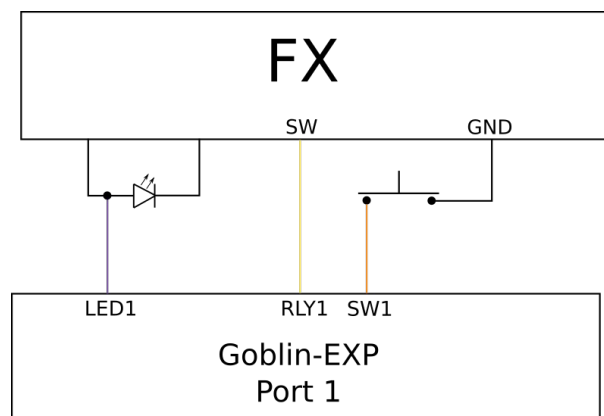 FX
SW
GND
LED1
RLY1
SW1
Goblin-EXP
Port 1